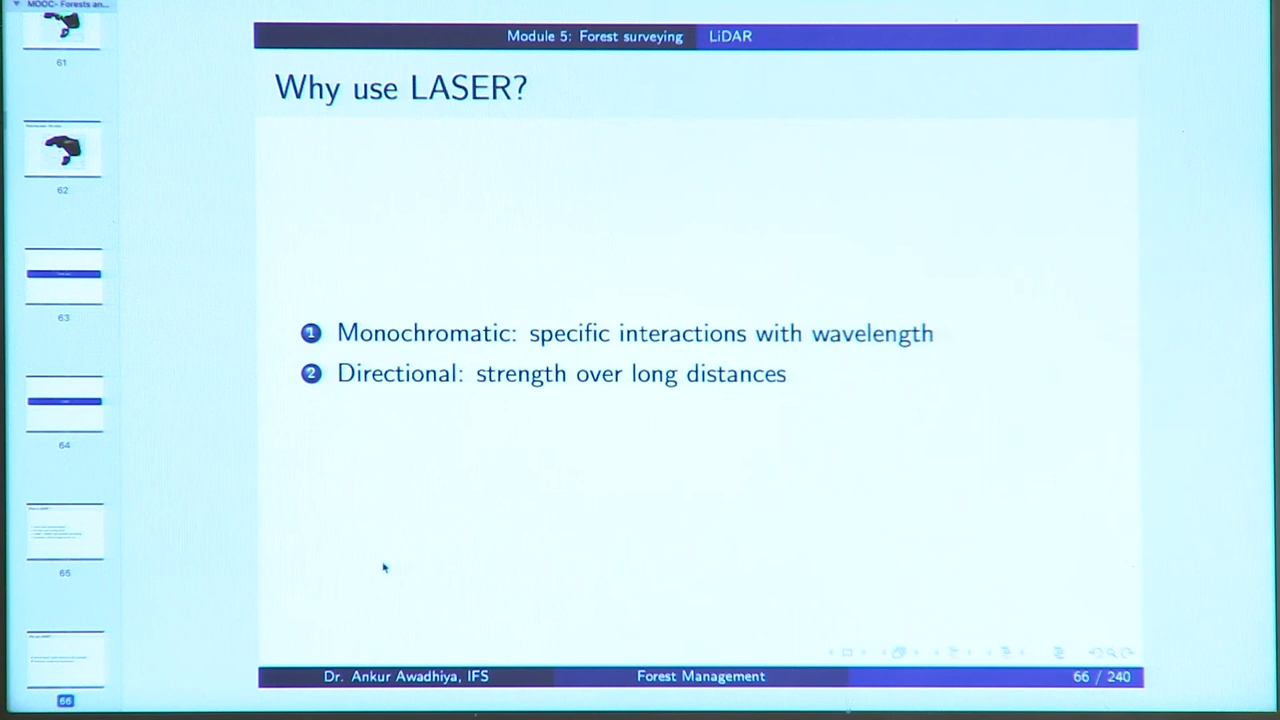 MOOC- Forests an...
61
62
63
64
65
66
Module 5: Forest surveying LiDAR
Why use LASER?
1 Monochromatic: specific interactions with wavelength
2 Directional: strength over long distances
Dr. Ankur Awadhiya, IFS Forest Management 66 / 240